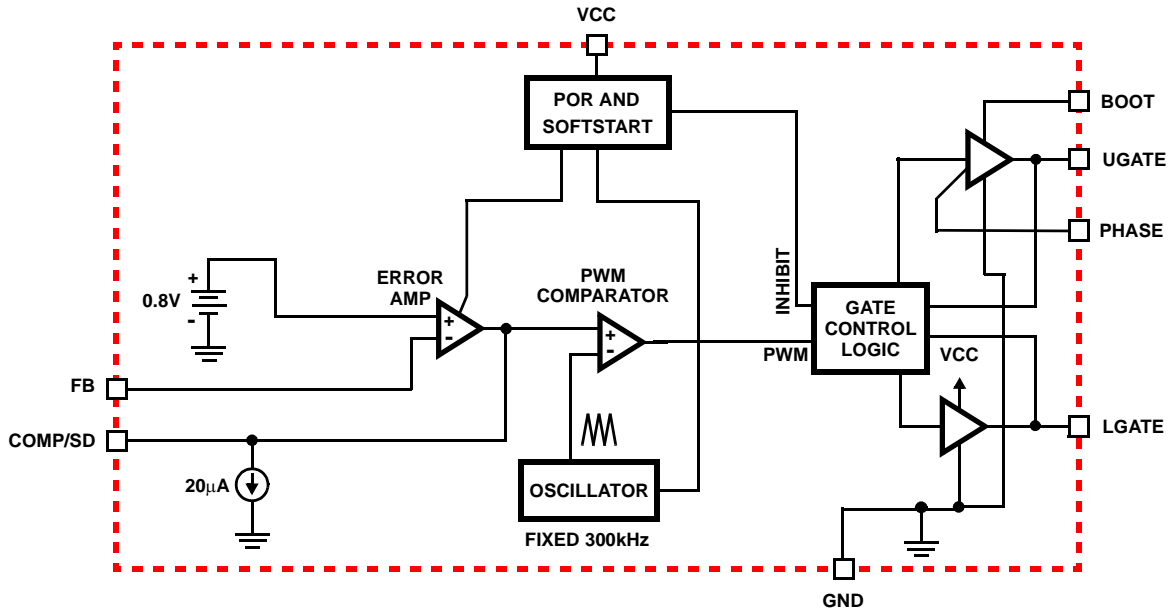 VCC
POR AND
SOFTSTART
BOOT
UGATE
PHASE
+
0.8V
-
ERROR
AMP
+
-
PWM
COMPARATOR
+
-
INHIBIT
GATE
CONTROL
LOGIC
PWM
VCC
FB
COMP/SD
LGATE
20μA
OSCILLATOR
FIXED 300kHz
GND